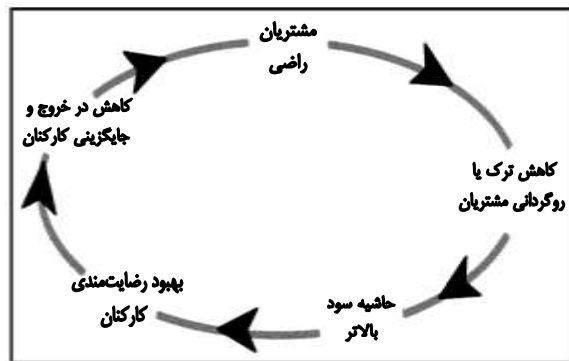 مشتریان
راضی
کاهش ترک یا
روگردانی مشتریان
حاشیه سود
بالاتر
بهبود رضایت‌مندی
کارکنان
کاهش در خروج و
جایگزینی کارکنان